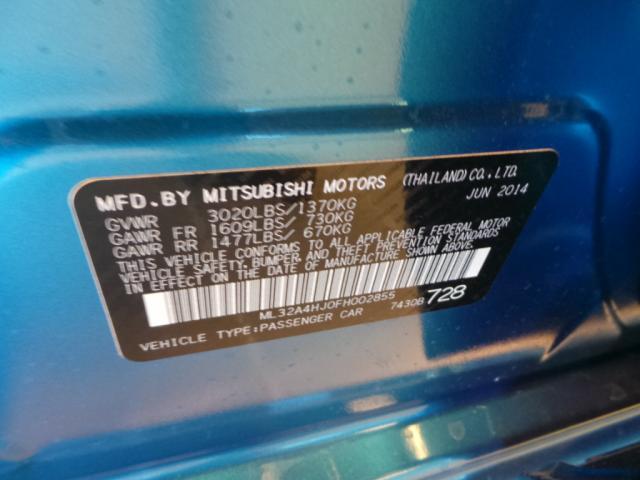 MFD.BY MITSUBISHI MOTORS (THAILAND) CO., LTD.
JUN 2014
GVWR 3020LBS/1370KG
GAWR FR 1609LBS/ 730KG
GAWR RR 1477LBS/ 670KG
THIS VEHICLE CONFORMS TO ALL APPLICABLE FEDERAL MOTOR
VEHICLE SAFETY, BUMPER, AND THEFT PREVENTION STANDARDS
IN EFFECT ON THE DATE OF MANUFACTURE SHOWN ABOVE.
ML32A4HJ0FH002855
VEHICLE TYPE:PASSENGER CAR 7430B 728